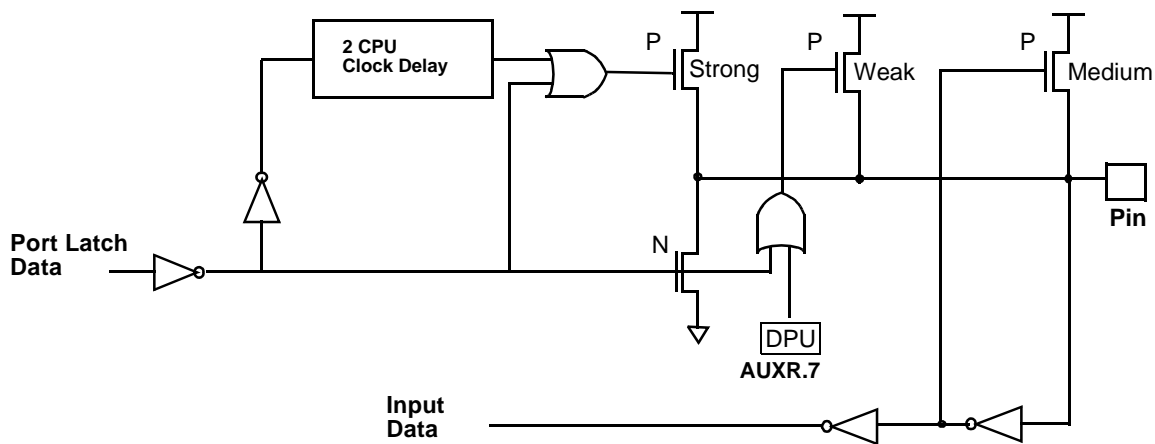 2 CPU
Clock Delay
P
Strong
P
Weak
P
Medium
Pin
Port Latch
Data
N
DPU
AUXR.7
Input
Data